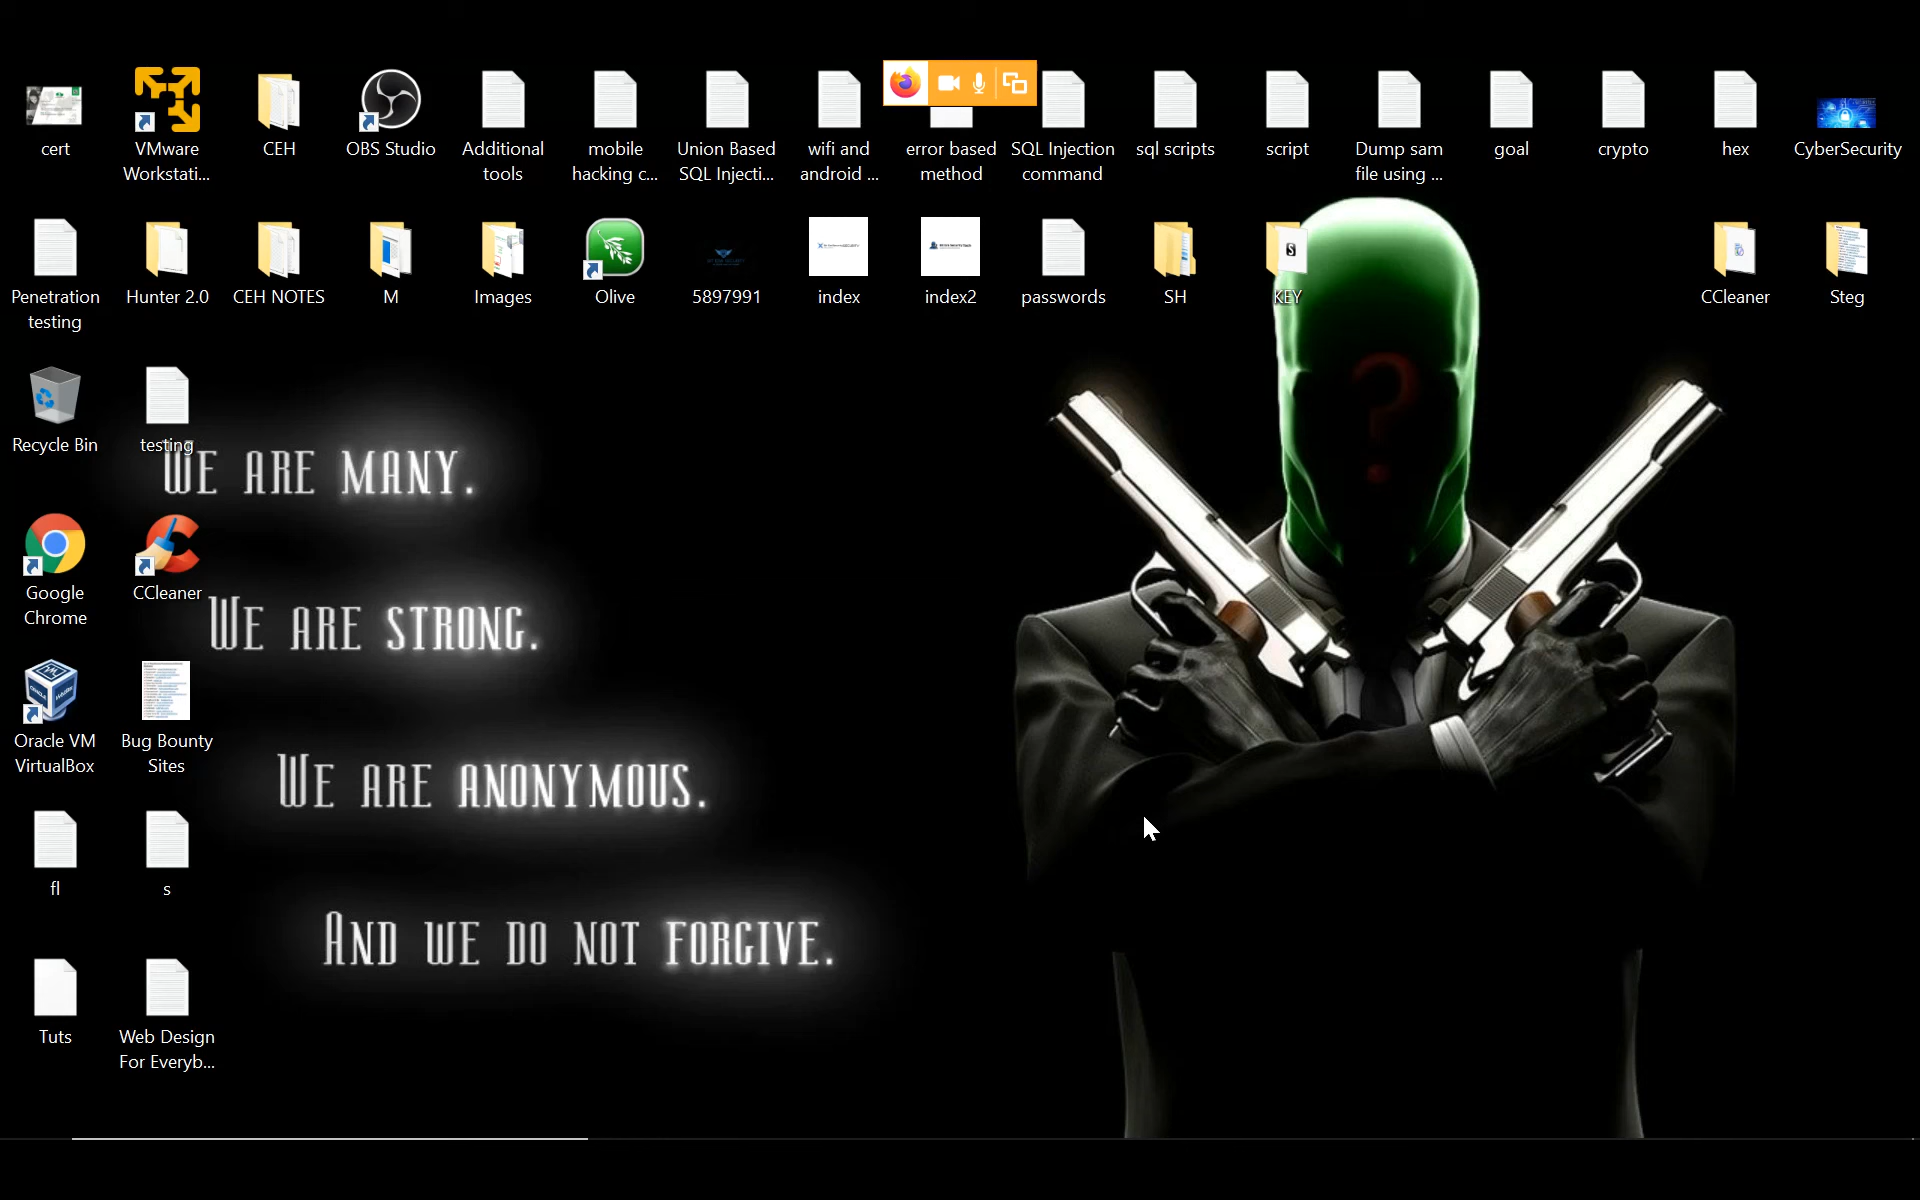 cert
VMware
Workstati...
CEH
OBS Studio
Additional
tools
mobile
hacking c...
Union Based
SQL Injecti...
wifi and
android ...
error based
method
SQL Injection
command
sql scripts
script
Dump sam
file using ...
goal
crypto
hex
CyberSecurity
Penetration
testing
Hunter 2.0
CEH NOTES
M
Images
Olive
5897991
index
index2
passwords
SH
KEY
CCleaner
Steg
Recycle Bin
testing
WE ARE MANY.
Google
Chrome
CCleaner
WE ARE STRONG.
Oracle VM
VirtualBox
Bug Bounty
Sites
WE ARE ANONYMOUS.
fl
s
AND WE DO NOT FORGIVE.
Tuts
Web Design
For Everyb...
?